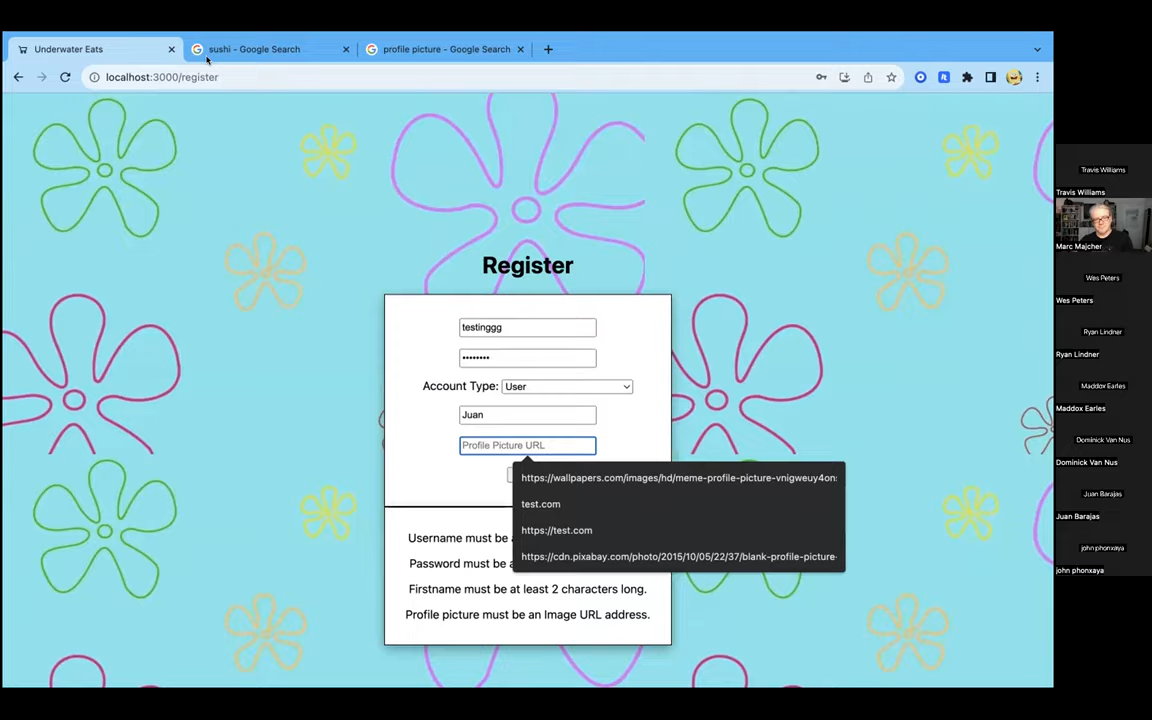 Underwater Eats
sushi - Google Search
profile picture - Google Search
localhost:3000/register
Register
testinggg
••••••••
Account Type: User
Juan
Profile Picture URL
https://wallpapers.com/images/hd/meme-profile-picture-vnigweuy4on
test.com
https://test.com
https://cdn.pixabay.com/photo/2015/10/05/22/37/blank-profile-picture-
Username must be
Password must be
Firstname must be at least 2 characters long.
Profile picture must be an Image URL address.
Travis Williams
Travis Williams
Marc Majcher
Wes Peters
Wes Peters
Ryan Lindner
Ryan Lindner
Maddox Earles
Maddox Earles
Dominick Van Nus
Dominick Van Nus
Juan Barajas
Juan Barajas
john phonxaya
john phonxaya